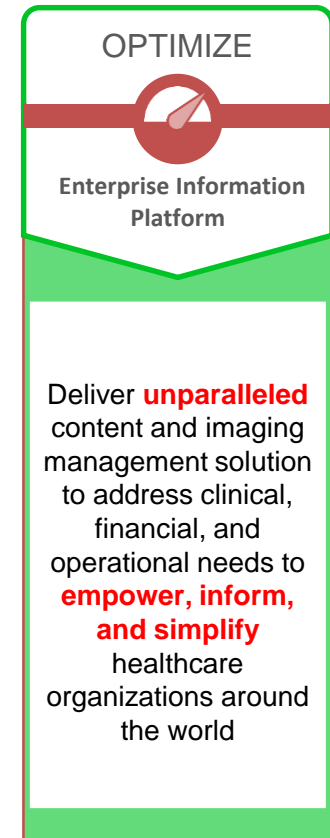 OPTIMIZE
Enterprise Information
Platform
Deliver unparalleled
content and imaging
management solution
to address clinical,
financial, and
operational needs to
empower, inform,
and simplify
healthcare
organizations around
the world